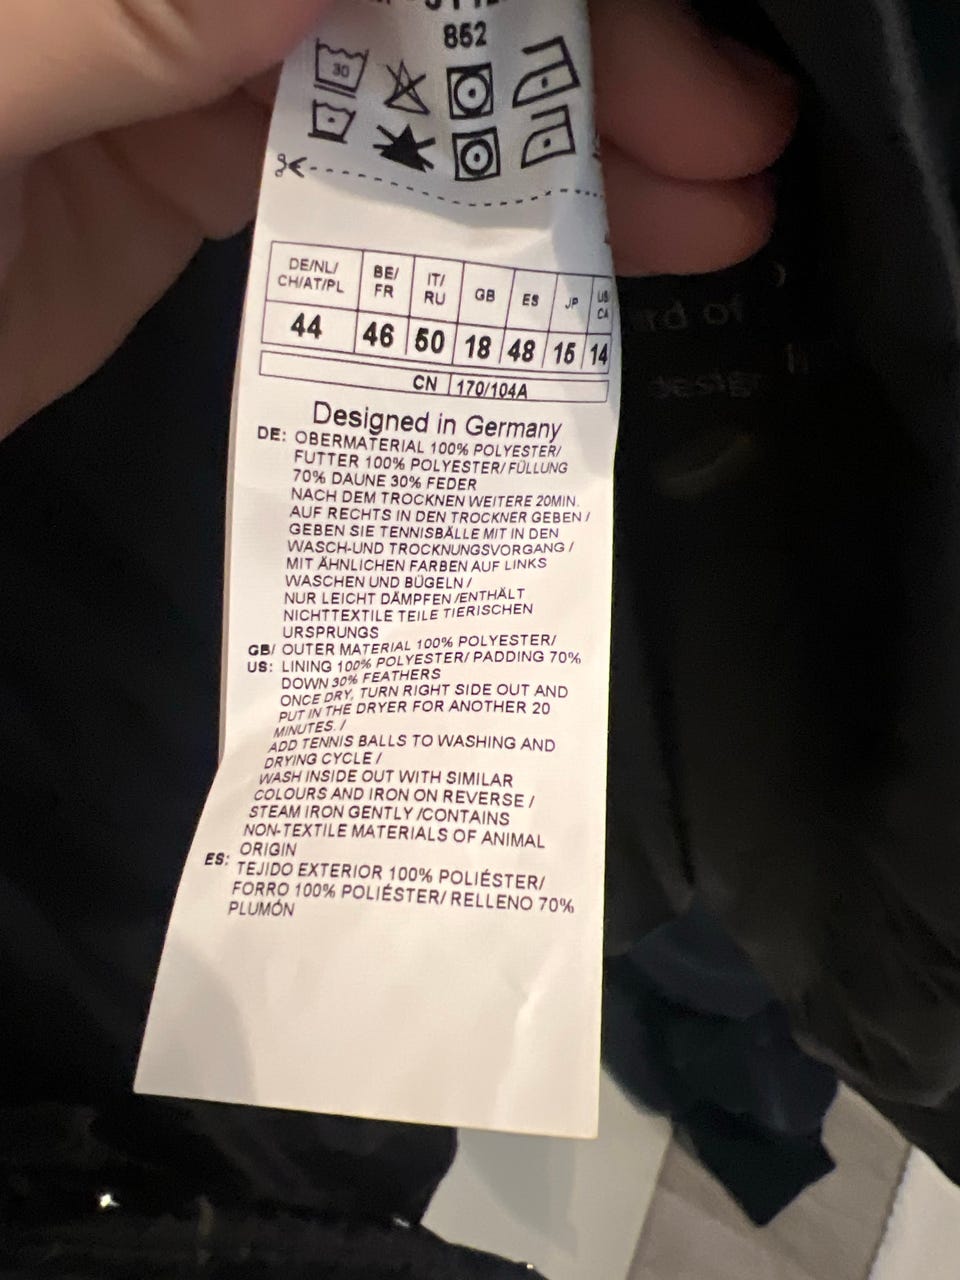 852
30
DE/NL/ CH/AT/PL BE/ FR IT/ RU GB ES JP US/ CA
44 46 50 18 48 15 14
CN 170/104A
Designed in Germany
DE: OBERMATERIAL 100% POLYESTER/
FUTTER 100% POLYESTER/ FÜLLUNG
70% DAUNE 30% FEDER
NACH DEM TROCKNEN WEITERE 20MIN.
AUF RECHTS IN DEN TROCKNER GEBEN /
GEBEN SIE TENNISBÄLLE MIT IN DEN
WASCH-UND TROCKNUNGSVORGANG /
MIT ÄHNLICHEN FARBEN AUF LINKS
WASCHEN UND BÜGELN /
NUR LEICHT DÄMPFEN /ENTHÄLT
NICHTTEXTILE TEILE TIERISCHEN
URSPRUNGS
GB/ OUTER MATERIAL 100% POLYESTER/
US: LINING 100% POLYESTER/ PADDING 70%
DOWN 30% FEATHERS
ONCE DRY, TURN RIGHT SIDE OUT AND
PUT IN THE DRYER FOR ANOTHER 20
MINUTES. /
ADD TENNIS BALLS TO WASHING AND
DRYING CYCLE /
WASH INSIDE OUT WITH SIMILAR
COLOURS AND IRON ON REVERSE /
STEAM IRON GENTLY /CONTAINS
NON-TEXTILE MATERIALS OF ANIMAL
ORIGIN
ES: TEJIDO EXTERIOR 100% POLIÉSTER/
FORRO 100% POLIÉSTER/ RELLENO 70%
PLUMÓN